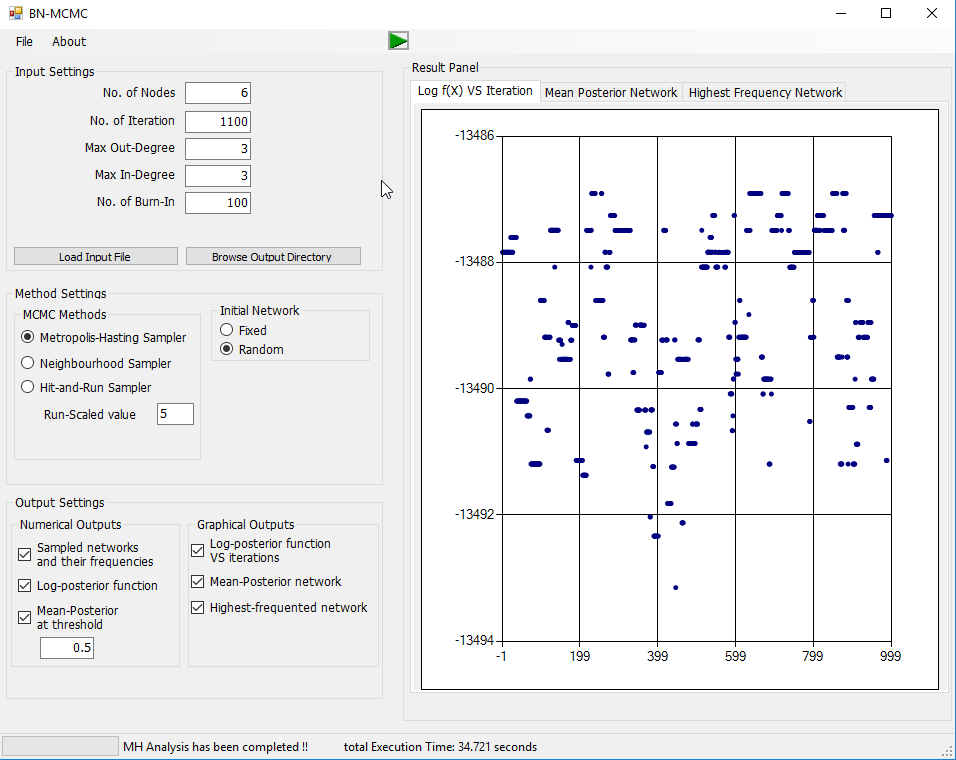 BN-MCMC
File About
Input Settings
No. of Nodes 6
No. of Iteration 1100
Max Out-Degree 3
Max In-Degree 3
No. of Burn-In 100
Load Input File Browse Output Directory
Method Settings
MCMC Methods
Metropolis-Hasting Sampler
Neighbourhood Sampler
Hit-and-Run Sampler
Run-Scaled value 5
Initial Network
Fixed
Random
Output Settings
Numerical Outputs
Sampled networks
and their frequencies
Log-posterior function
Mean-Posterior
at threshold
0.5
Graphical Outputs
Log-posterior function
VS iterations
Mean-Posterior network
Highest-frequented network
Result Panel
Log f(X) VS Iteration Mean Posterior Network Highest Frequency Network
-13486
-13488
-13490
-13492
-13494
-1 199 399 599 799 999
MH Analysis has been completed !! total Execution Time: 34.721 seconds